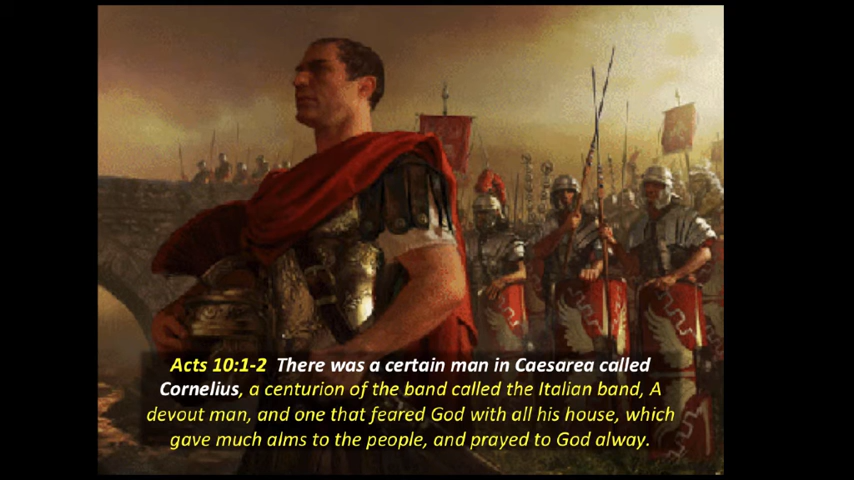 Acts 10:1-2 There was a certain man in Caesarea called
Cornelius, a centurion of the band called the Italian band, A
devout man, and one that feared God with all his house, which
gave much alms to the people, and prayed to God alway.